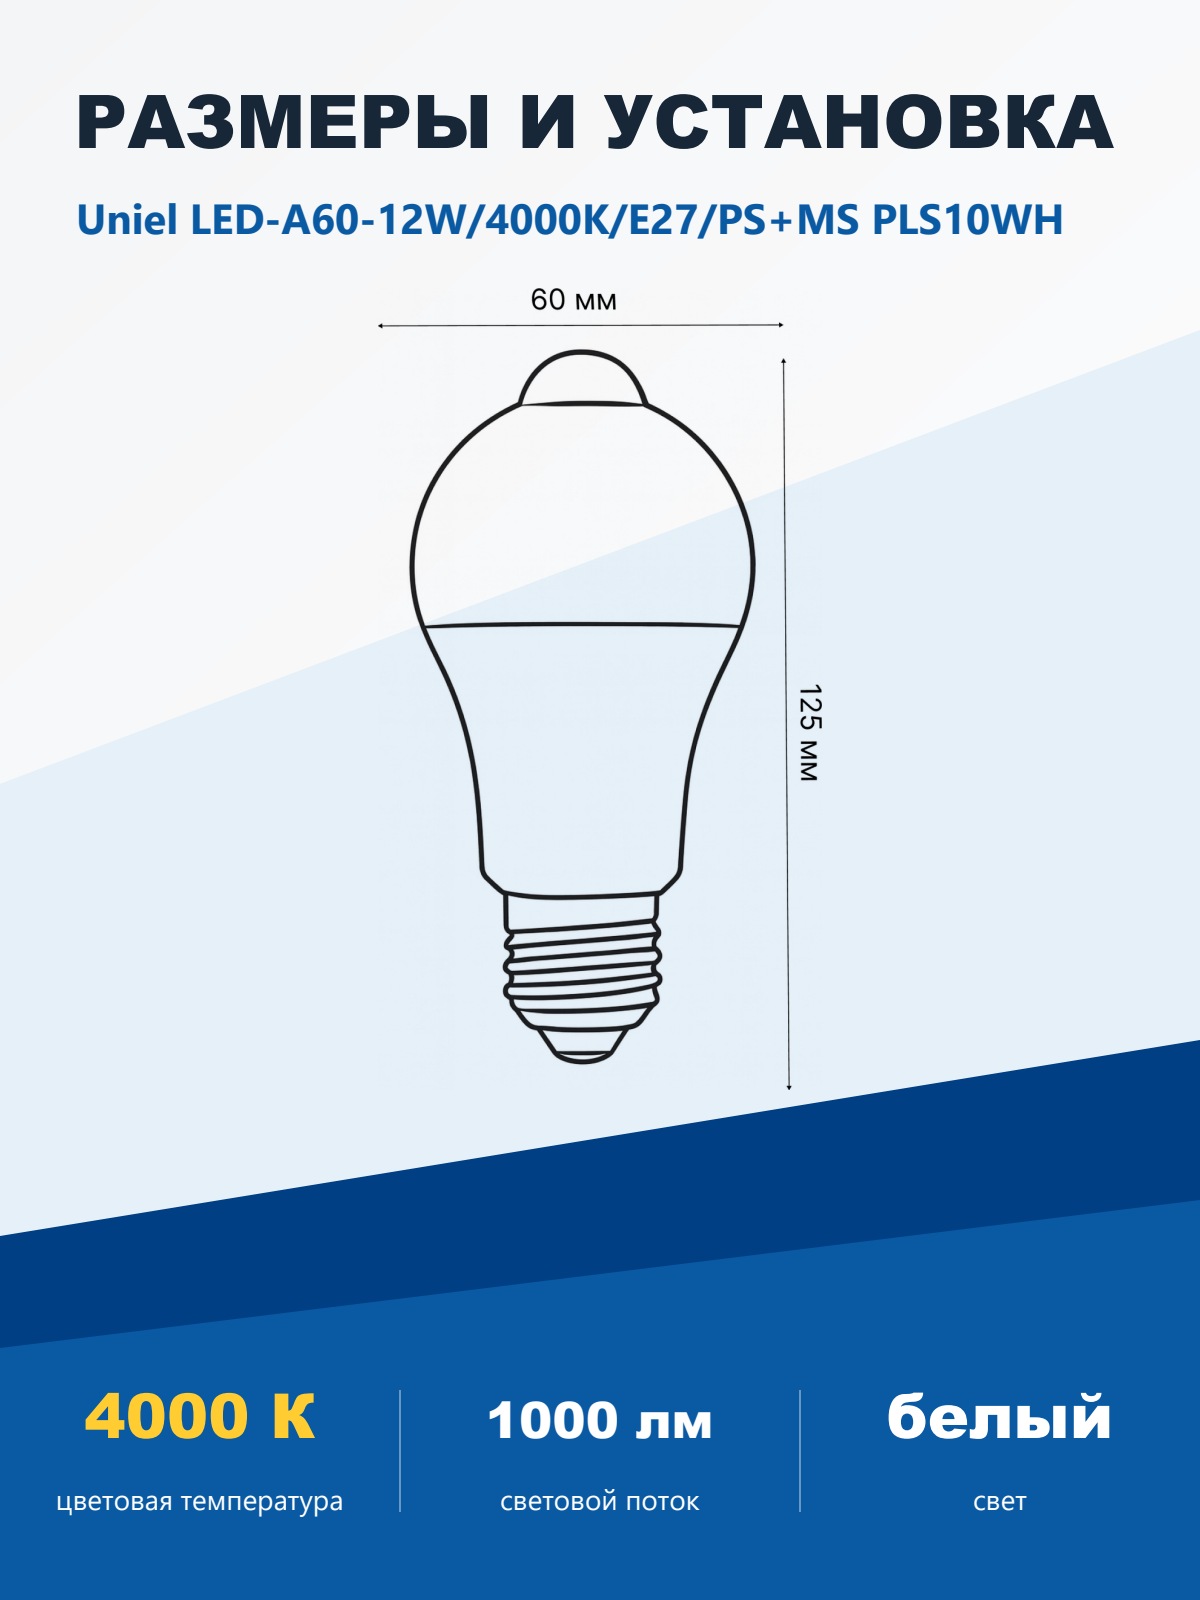 РАЗМЕРЫ И УСТАНОВКА
Uniel LED-A60-12W/4000K/E27/PS+MS PLS10WH
60 мм
125 мм
4000 К
цветовая температура
1000 лм
световой поток
белый
свет